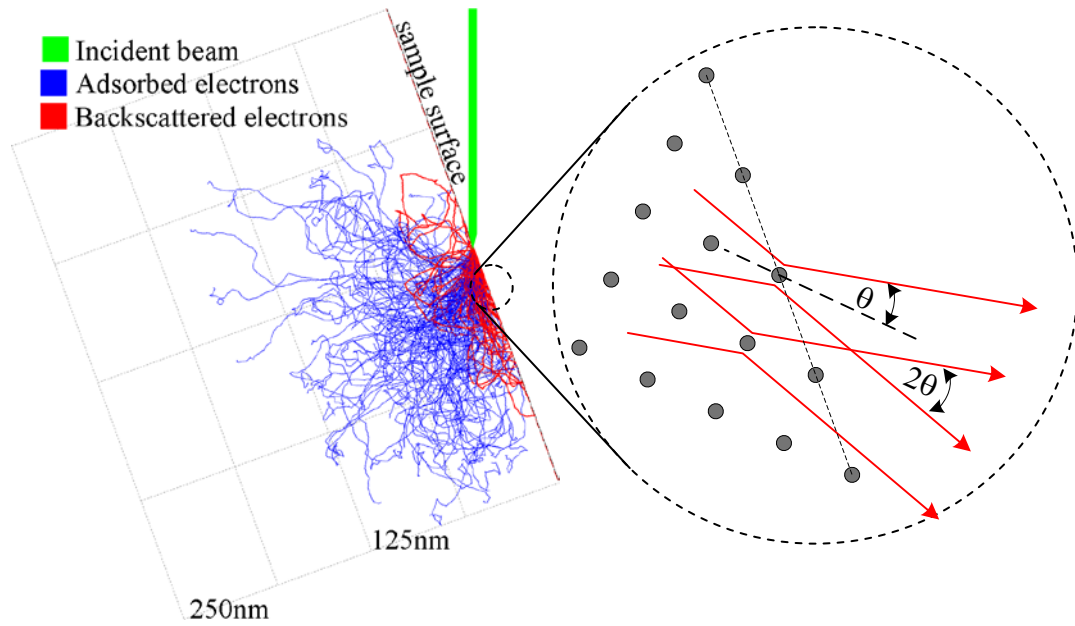 Incident beam
Adsorbed electrons
Backscattered electrons
sample surface
θ
2θ
125nm
250nm